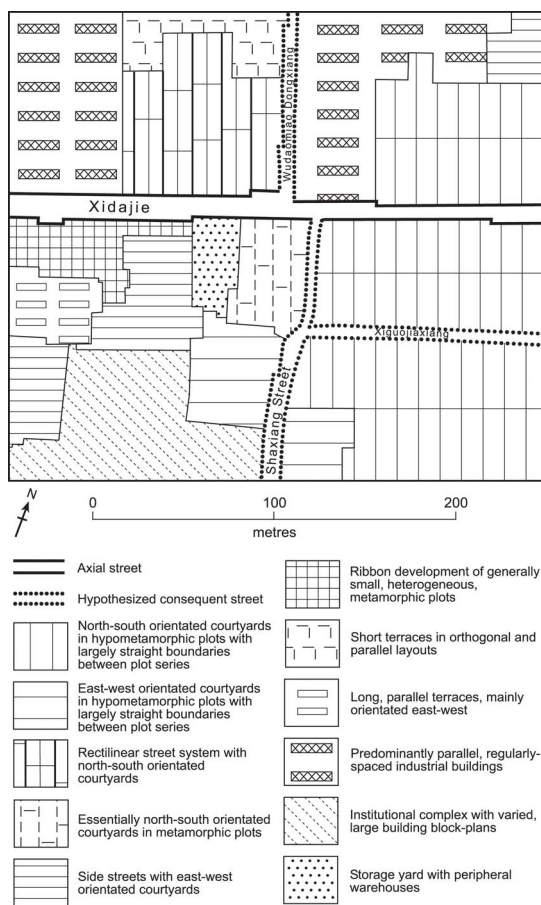 Wudaomiao Dongxiang
Xidajie
Xiguojiaxiang
Shaxiang Street
N
0 100 200
metres
Axial street
Hypothesized consequent street
North-south orientated courtyards
in hypometamorphic plots with
largely straight boundaries
between plot series
East-west orientated courtyards
in hypometamorphic plots with
largely straight boundaries
between plot series
Rectilinear street system with
north-south orientated
courtyards
Essentially north-south orientated
courtyards in metamorphic plots
Side streets with east-west
orientated courtyards
Ribbon development of generally
small, heterogeneous,
metamorphic plots
Short terraces in orthogonal and
parallel layouts
Long, parallel terraces, mainly
orientated east-west
Predominantly parallel, regularly-
spaced industrial buildings
Institutional complex with varied,
large building block-plans
Storage yard with peripheral
warehouses